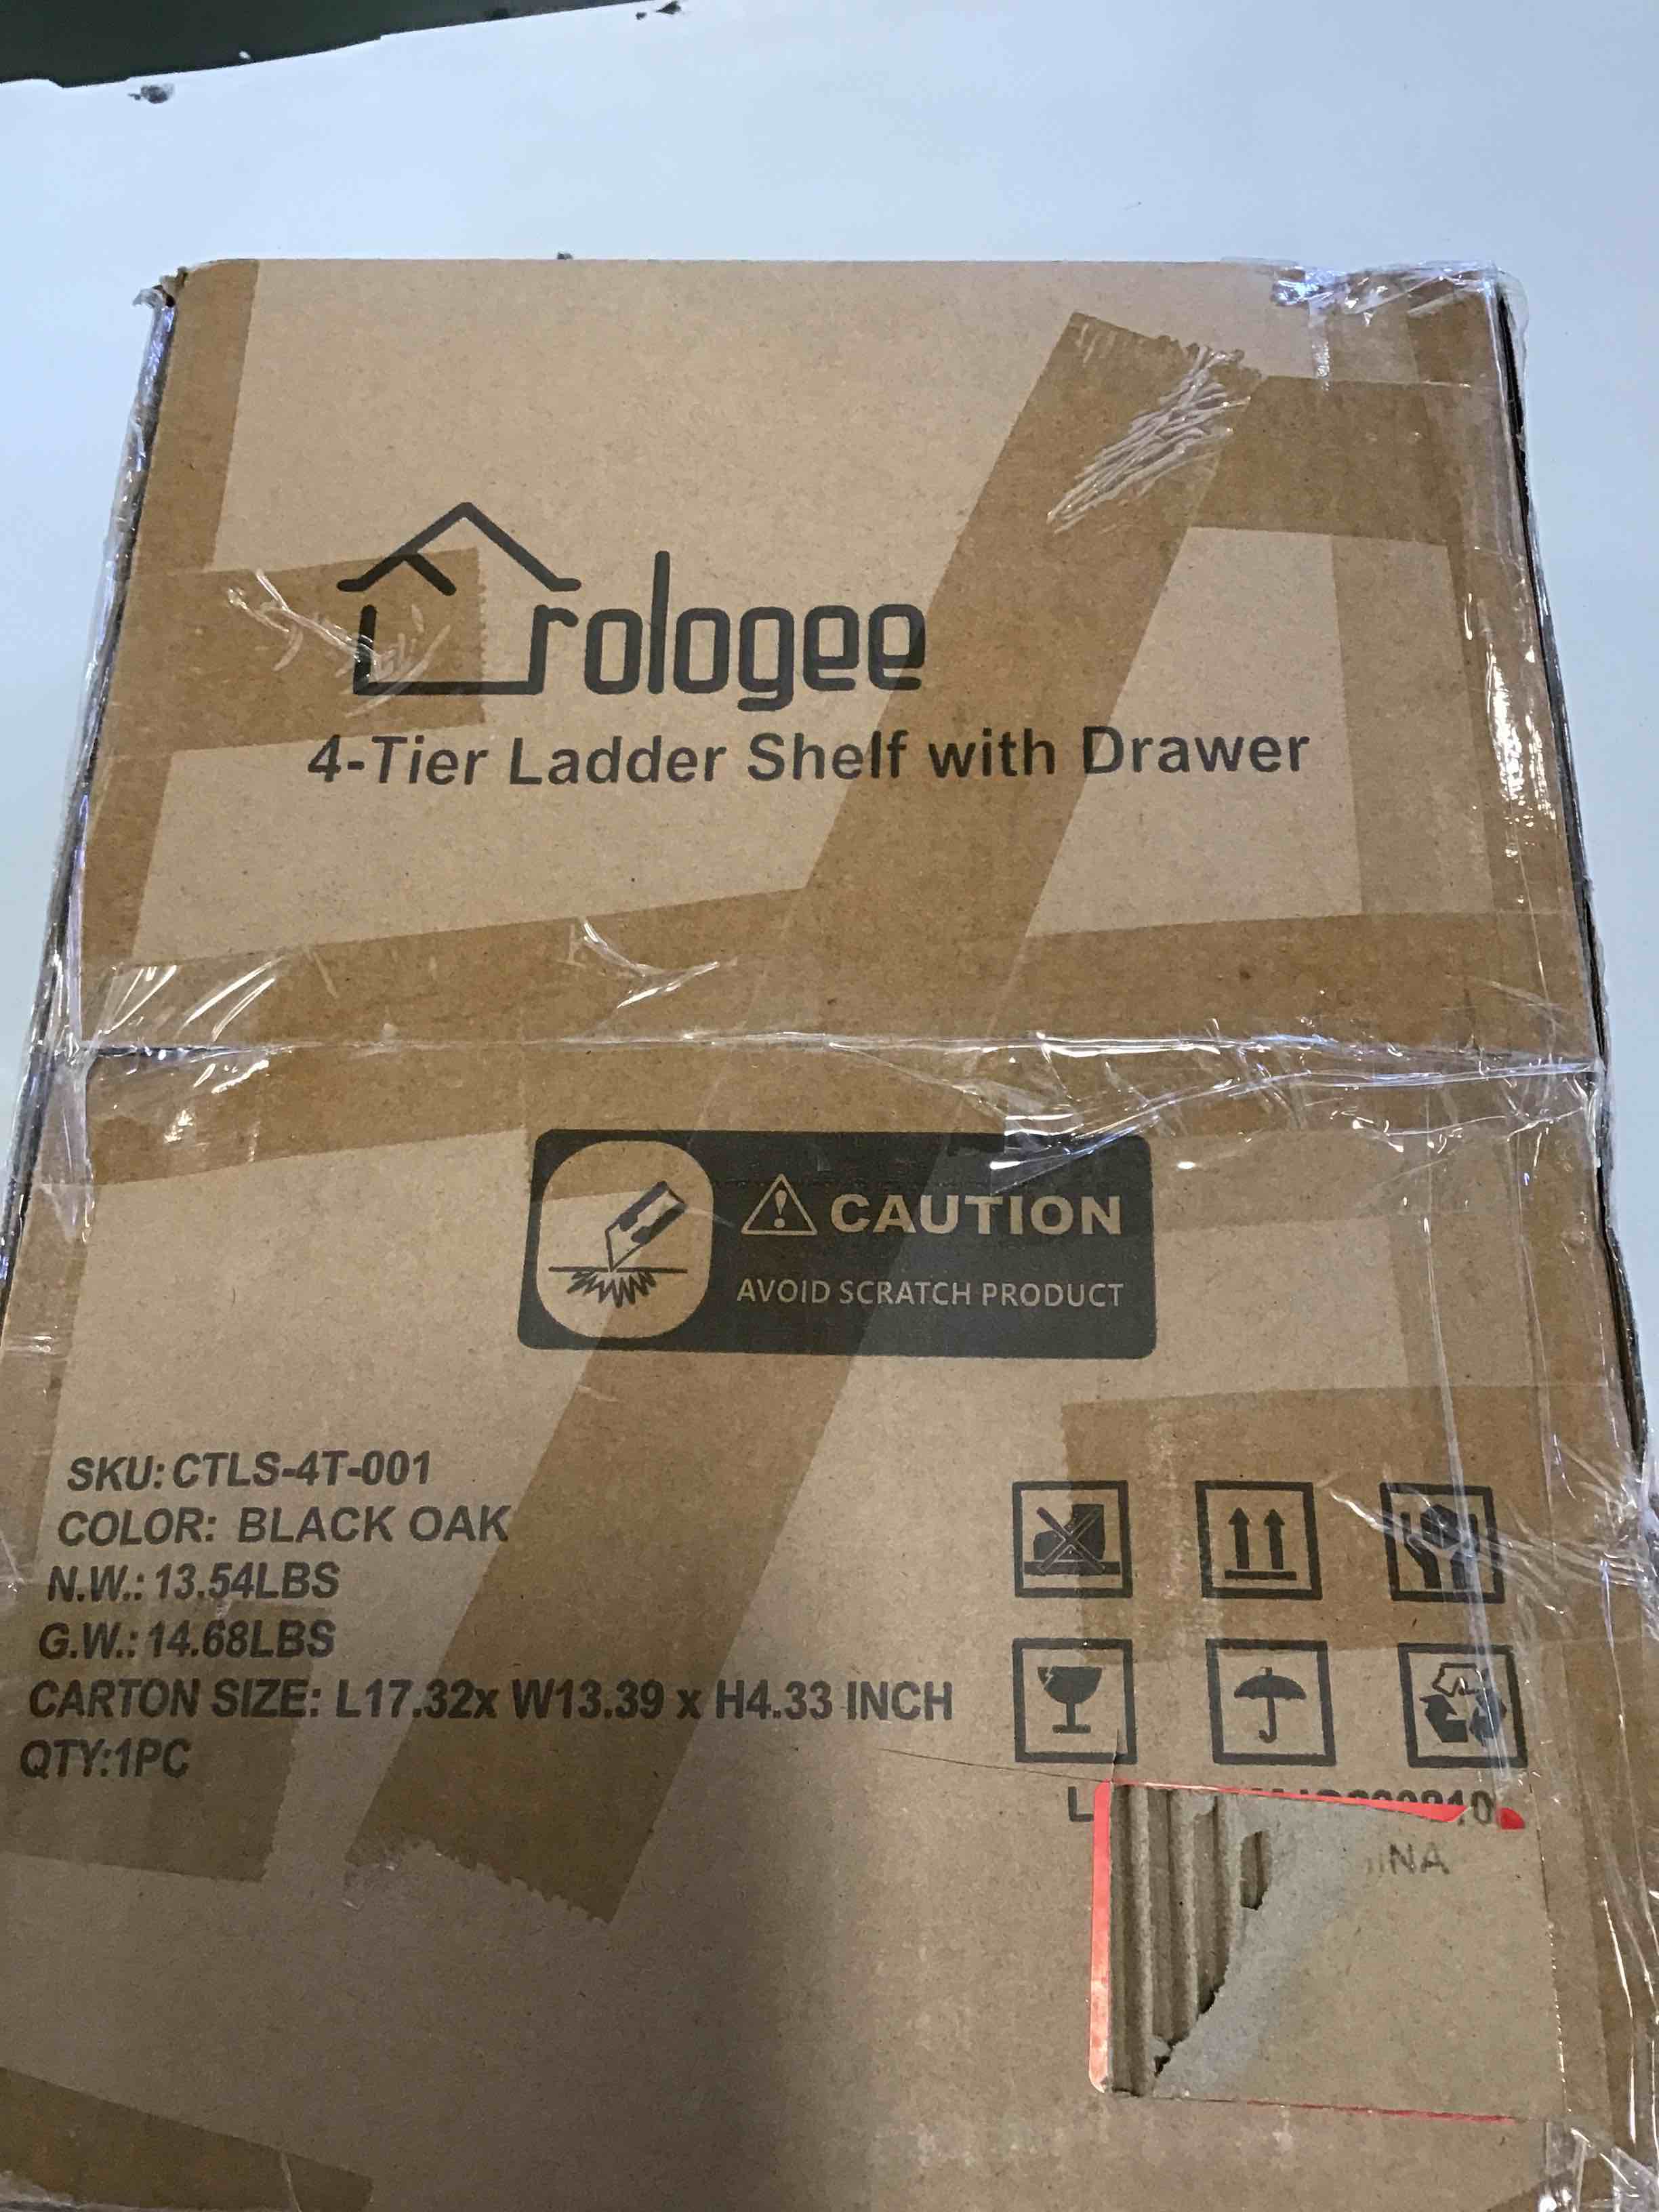 Urologee
4-Tier Ladder Shelf with Drawer
CAUTION
AVOID SCRATCH PRODUCT
SKU: CTLS-4T-001
COLOR: BLACK OAK
N.W.: 13.54LBS
G.W.: 14.68LBS
CARTON SIZE: L17.32x W13.39 x H4.33 INCH
QTY:1PC